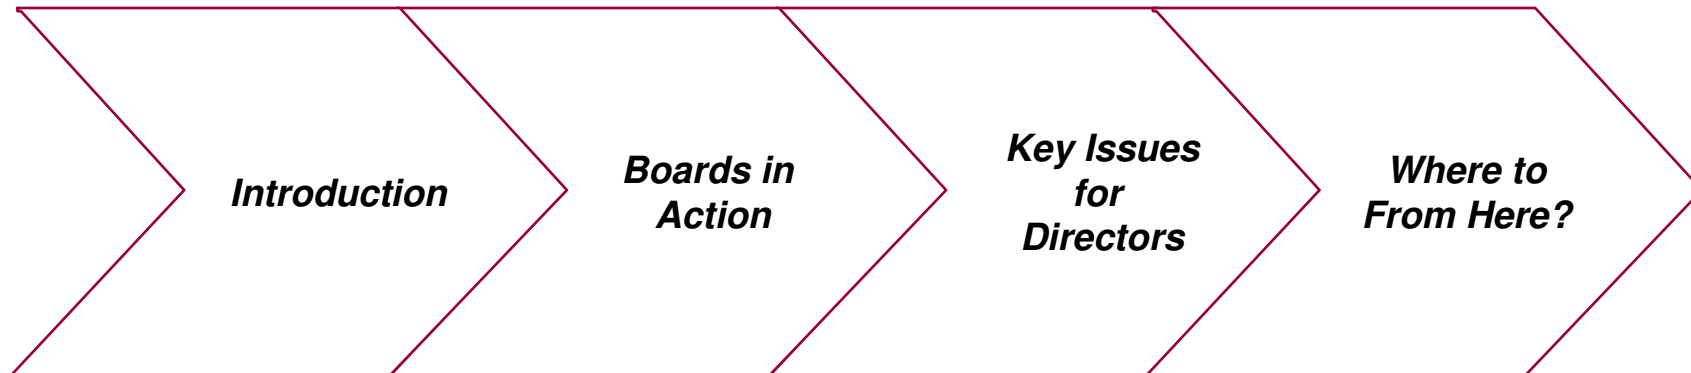 Introduction
Boards in
Action
Key Issues
for
Directors
Where to
From Here?